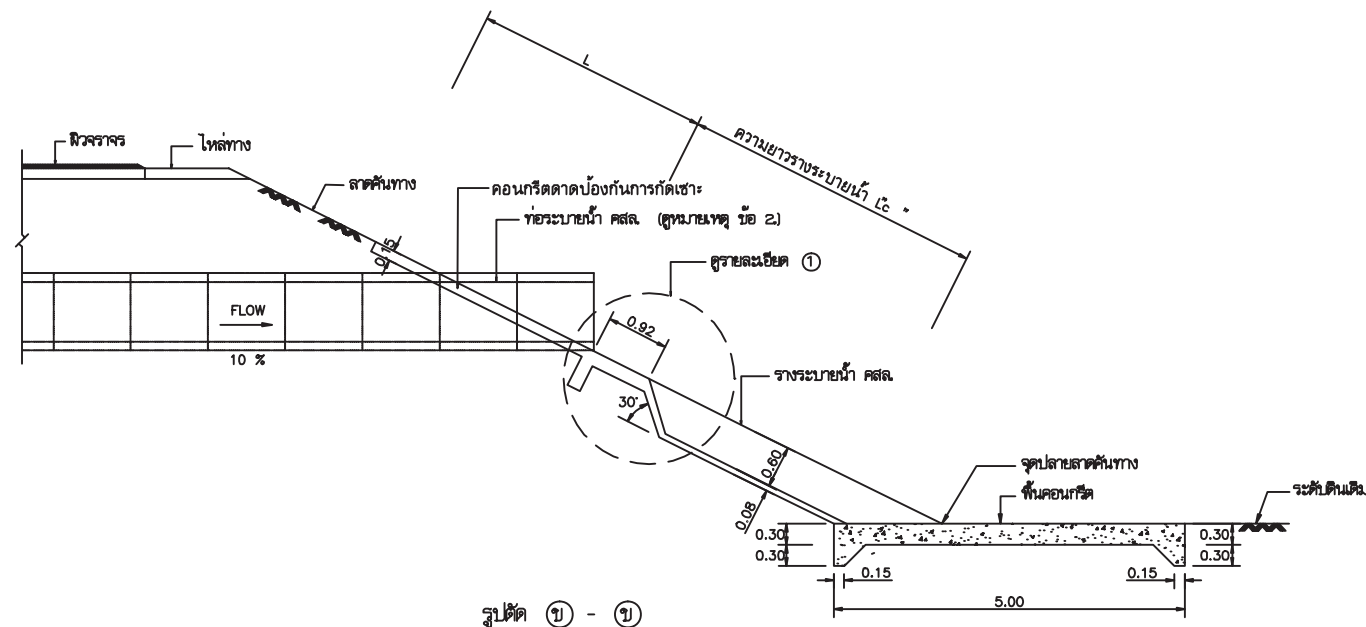 L
ความยาวรางระบายน้ำ "Lc"
ผิวจราจร
ไหล่ทาง
ลาดคันทาง
คอนกรีตดาดป้องกันการกัดเซาะ
ท่อระบายน้ำ คสล. (ดูหมายเหตุ ข้อ 2.)
0.15
ดูรายละเอียด 1
FLOW
10 %
0.92
รางระบายน้ำ คสล.
30°
0.60
0.08
จุดปลายลาดคันทาง
พื้นคอนกรีต
ระดับดินเดิม
0.30
0.30
0.30
0.30
0.15
0.15
5.00
รูปตัด ข - ข